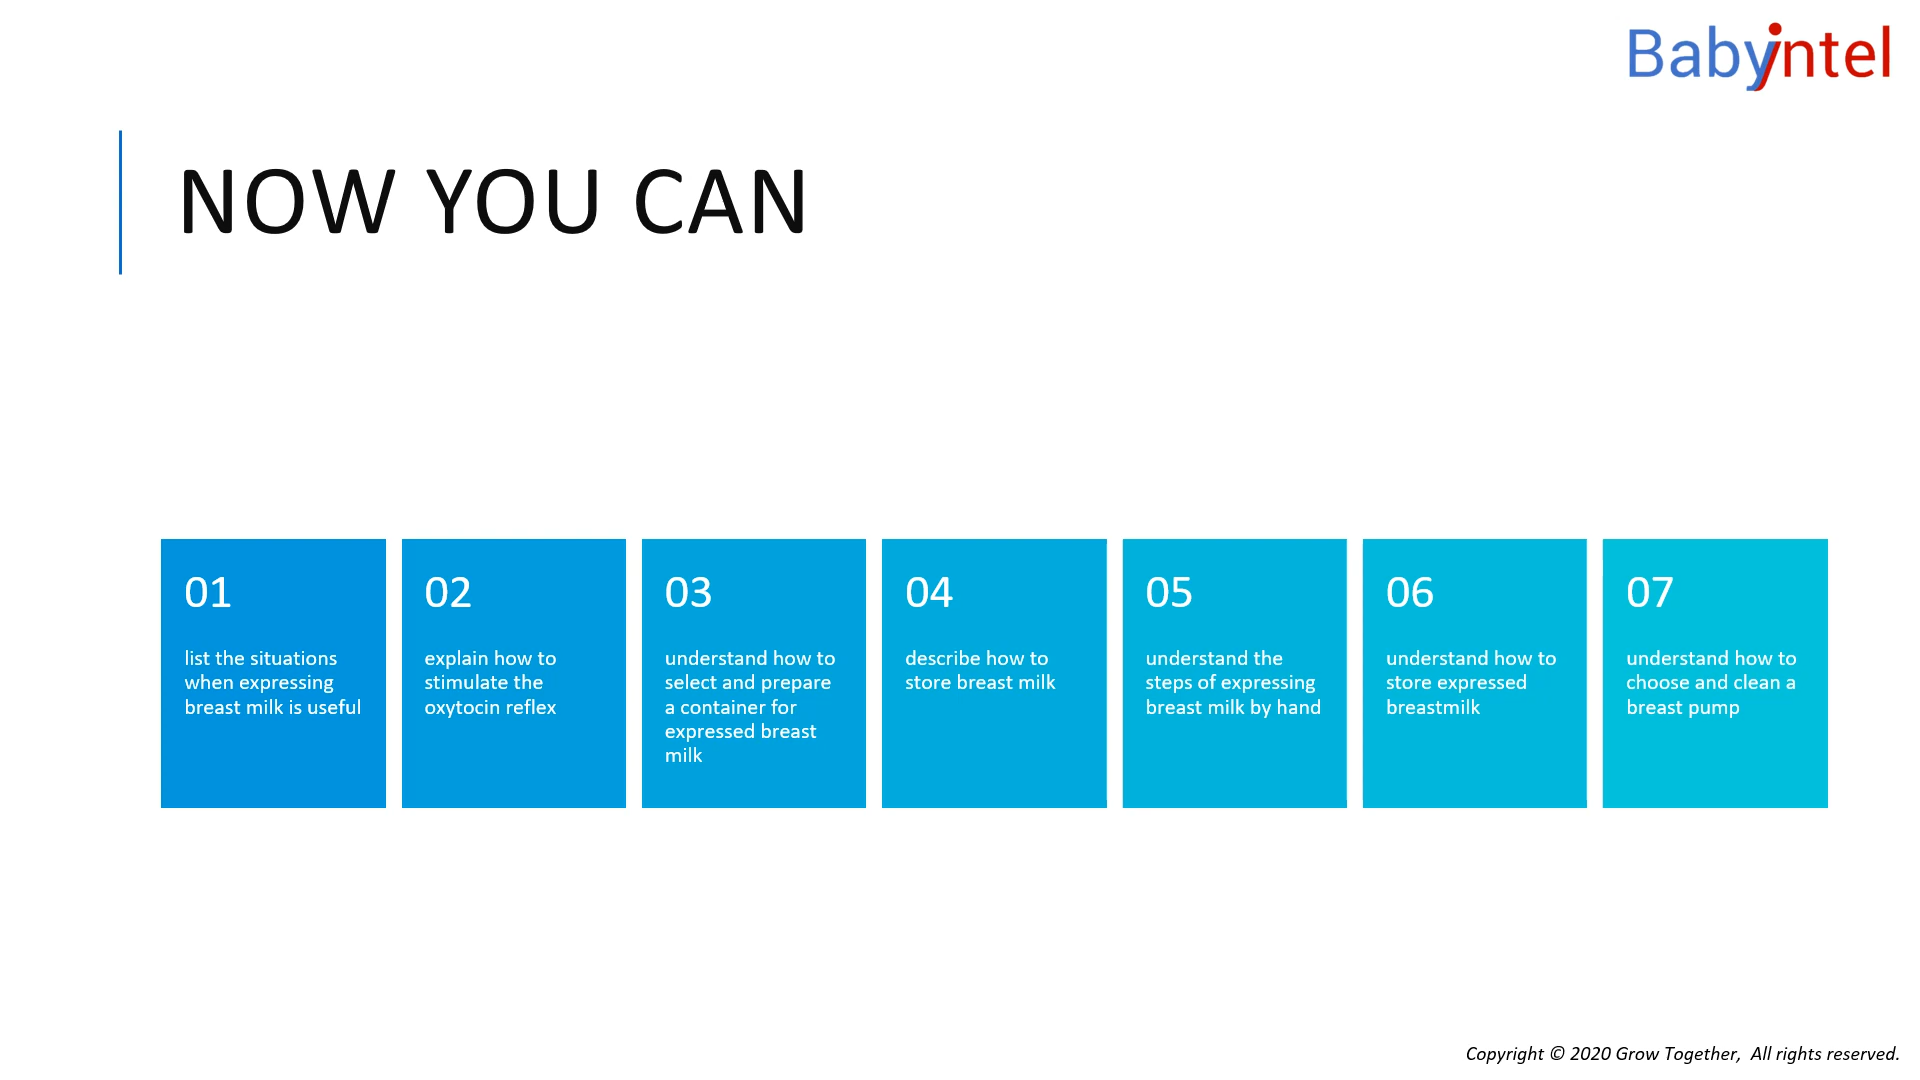 Babyintel
NOW YOU CAN
01
list the situations
when expressing
breast milk is useful
02
explain how to
stimulate the
oxytocin reflex
03
understand how to
select and prepare
a container for
expressed breast
milk
04
describe how to
store breast milk
05
understand the
steps of expressing
breast milk by hand
06
understand how to
store expressed
breastmilk
07
understand how to
choose and clean a
breast pump
Copyright © 2020 Grow Together, All rights reserved.